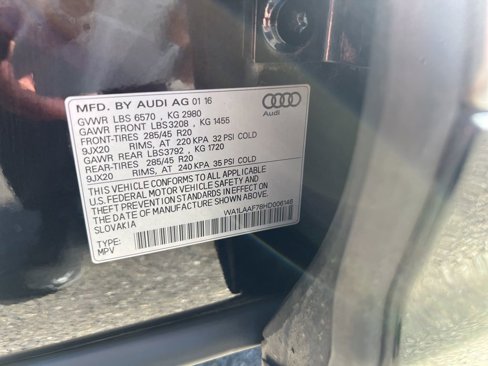 MFD. BY AUDI AG 01 16
GVWR LBS 6570 , KG 2980
GAWR FRONT LBS3208 , KG 1455
FRONT-TIRES 285/45 R20
9JX20 RIMS, AT 220 KPA 32 PSI COLD
GAWR REAR LBS3792 , KG 1720
REAR-TIRES 285/45 R20
9JX20 RIMS, AT 240 KPA 35 PSI COLD
THIS VEHICLE CONFORMS TO ALL APPLICABLE
U.S. FEDERAL MOTOR VEHICLE SAFETY AND
THEFT PREVENTION STANDARDS IN EFFECT ON
THE DATE OF MANUFACTURE SHOWN ABOVE.
SLOVAKIA
WA1LAAF78HD006146
TYPE:
MPV
Audi